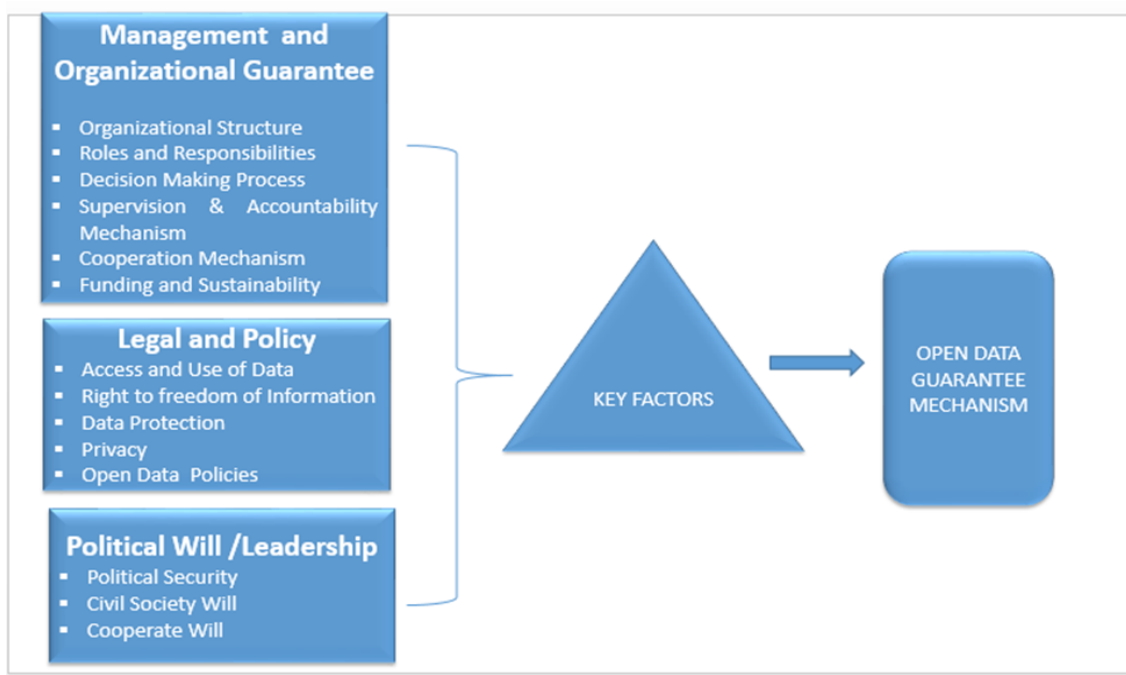 Management and
Organizational Guarantee
▪ Organizational Structure
▪ Roles and Responsibilities
▪ Decision Making Process
▪ Supervision & Accountability
Mechanism
▪ Cooperation Mechanism
▪ Funding and Sustainability
Legal and Policy
▪ Access and Use of Data
▪ Right to freedom of Information
▪ Data Protection
▪ Privacy
▪ Open Data Policies
Political Will /Leadership
▪ Political Security
▪ Civil Society Will
▪ Cooperate Will
KEY FACTORS
OPEN DATA
GUARANTEE
MECHANISM